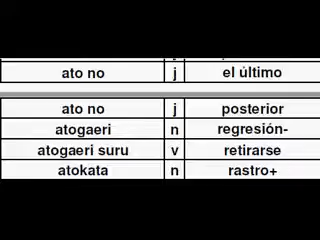 ato no j el último
ato no j posterior
atogaeri n regresión-
atogaeri suru v retirarse
atokata n rastro+